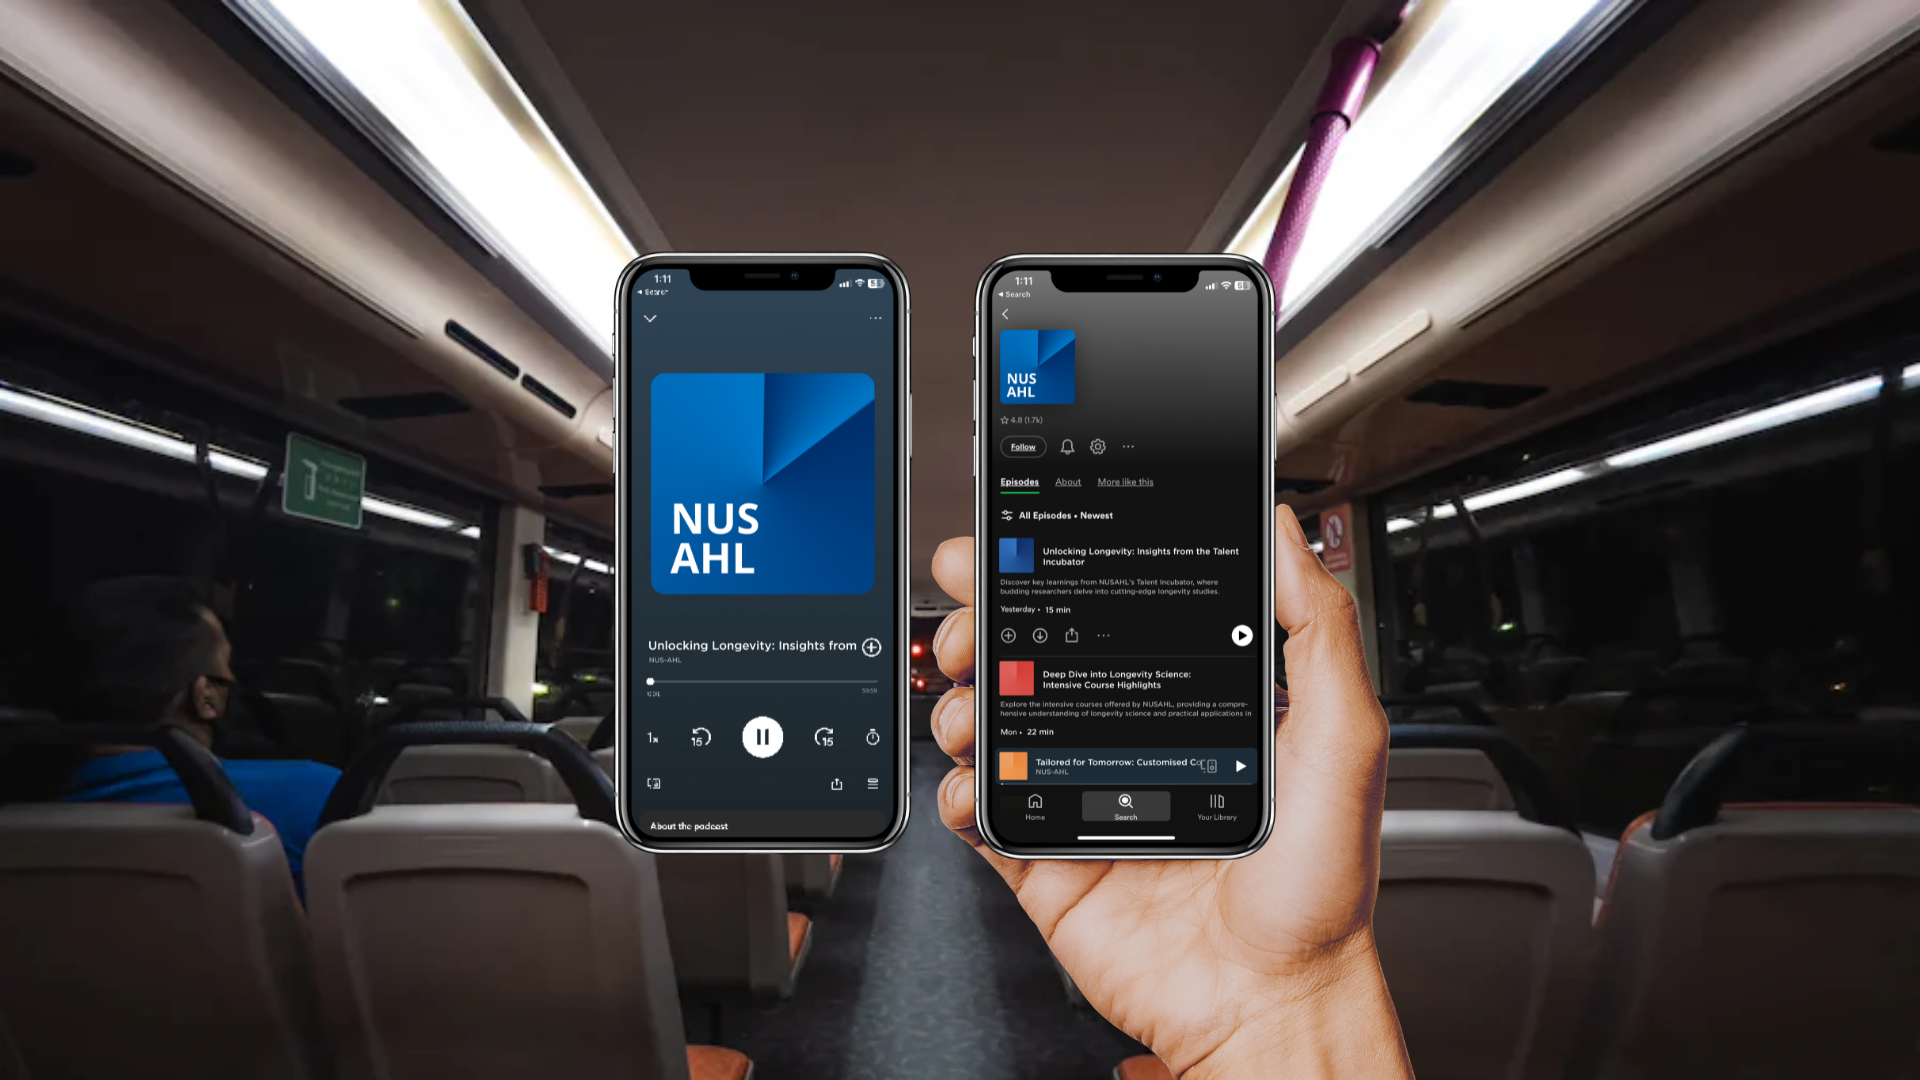 1:11
Search
NUS
AHL
Unlocking Longevity: Insights from
NUS-AHL
1x
15
15
About the podcast
1:11
Search
NUS
AHL
4.8 (1.7k)
Follow
Episodes About More like this
All Episodes • Newest
Unlocking Longevity: Insights from the Talent
Incubator
Discover key learnings from NUSAHL's Talent Incubator, where
budding researchers delve into cutting-edge longevity studies.
Yesterday • 15 min
Deep Dive into Longevity Science:
Intensive Course Highlights
Explore the intensive courses offered by NUSAHL, providing a compre-
hensive understanding of longevity science and practical applications in
Mon • 22 min
Tailored for Tomorrow: Customised
NUS-AHL
Home Search Your Library